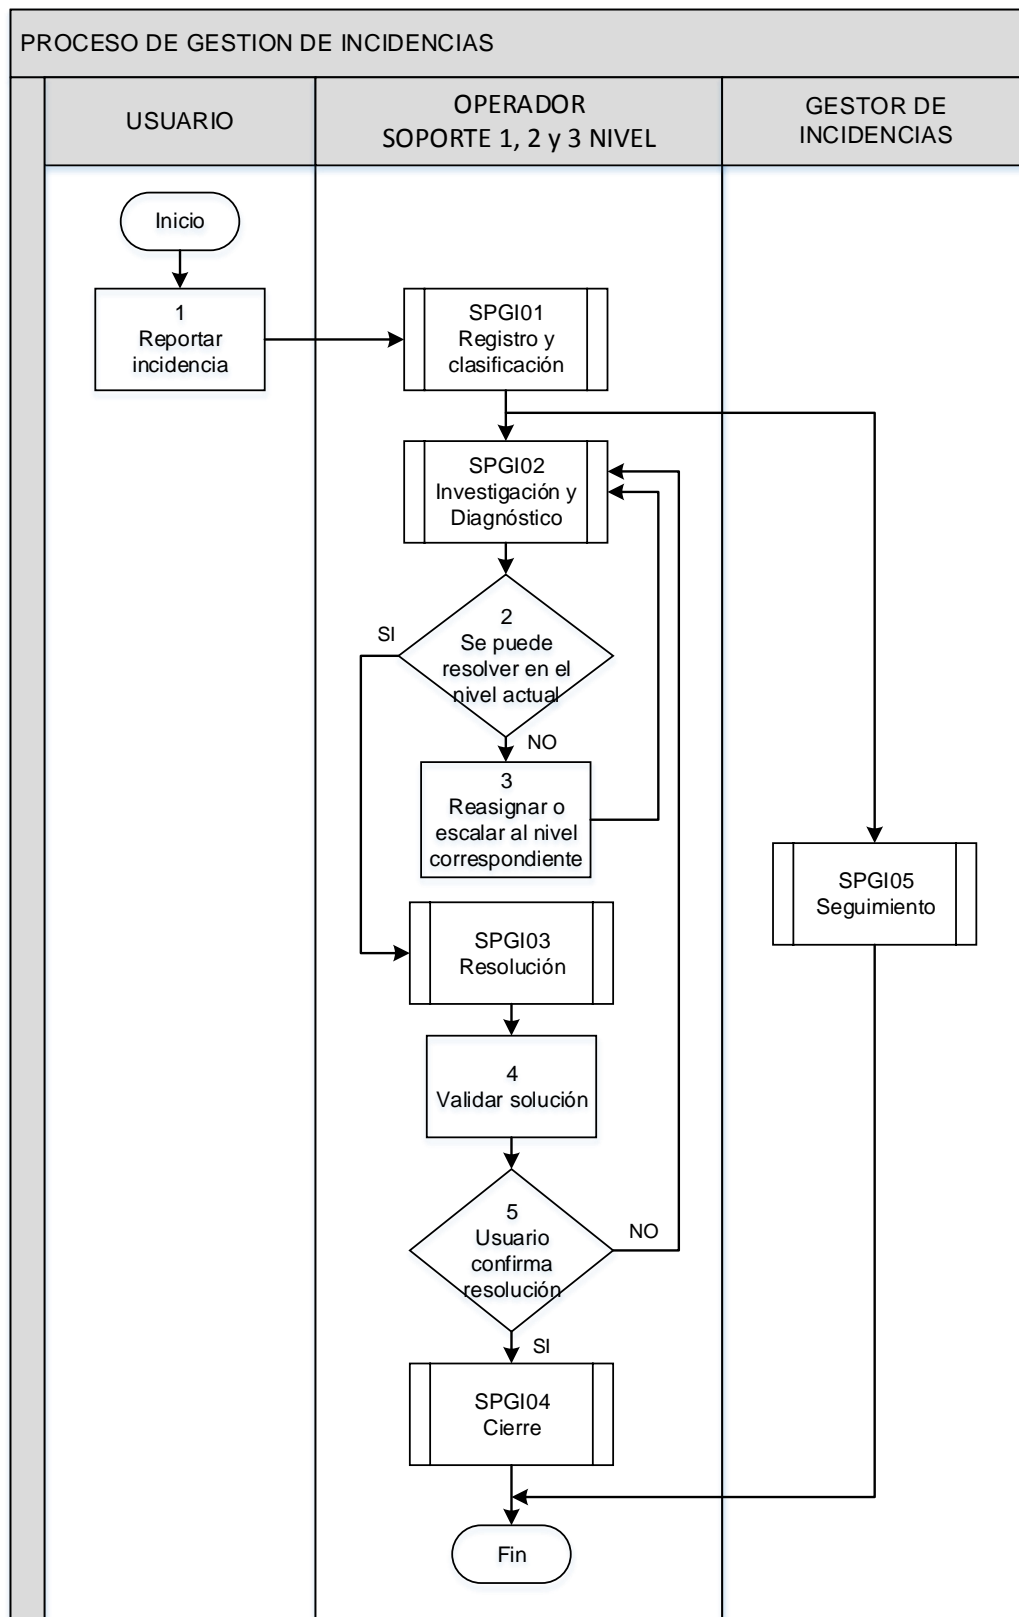 PROCESO DE GESTION DE INCIDENCIAS
USUARIO
OPERADOR
SOPORTE 1, 2 y 3 NIVEL
GESTOR DE
INCIDENCIAS
Inicio
1
Reportar
incidencia
SPGI01
Registro y
clasificación
SPGI02
Investigación y
Diagnóstico
2
Se puede
resolver en el
nivel actual
SI
NO
3
Reasignar o
escalar al nivel
correspondiente
SPGI05
Seguimiento
SPGI03
Resolución
4
Validar solución
5
Usuario
confirma
resolución
NO
SI
SPGI04
Cierre
Fin